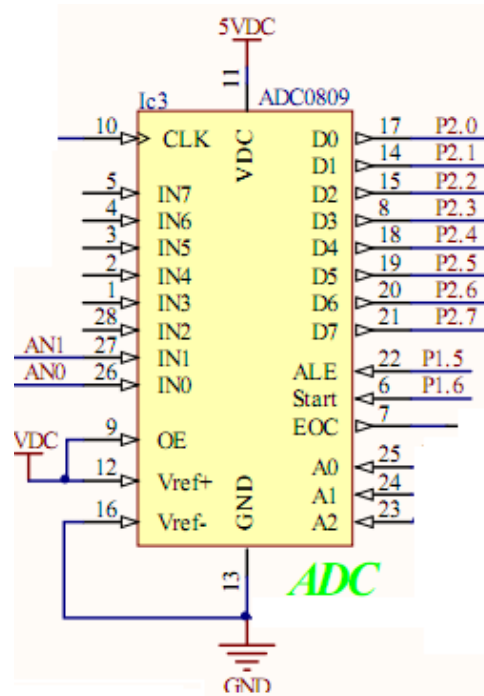 5VDC
11
Ic3 ADC0809
10 CLK VDC D0 17 P2.0
D1 14 P2.1
5 IN7 D2 15 P2.2
4 IN6 D3 8 P2.3
3 IN5 D4 18 P2.4
2 IN4 D5 19 P2.5
1 IN3 D6 20 P2.6
28 IN2 D7 21 P2.7
AN1 27 IN1 ALE 22 P1.5
AN0 26 IN0 Start 6 P1.6
EOC 7
VDC 9 OE A0 25
12 Vref+ A1 24
16 Vref- GND A2 23
13
ADC
GND